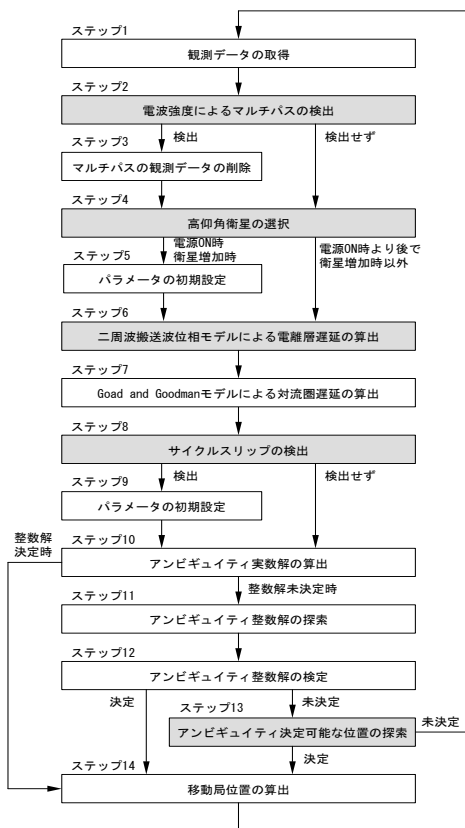 ステップ1
観測データの取得
ステップ2
電波強度によるマルチパスの検出
ステップ3
検出
検出せず
マルチパスの観測データの削除
ステップ4
高仰角衛星の選択
電源ON時
衛星増加時
電源ON時より後で
衛星増加時以外
ステップ5
パラメータの初期設定
ステップ6
二周波搬送波位相モデルによる電離層遅延の算出
ステップ7
Goad and Goodmanモデルによる対流圏遅延の算出
ステップ8
サイクルスリップの検出
ステップ9
検出
検出せず
パラメータの初期設定
整数解
決定時
ステップ10
アンビギュイティ実数解の算出
整数解未決定時
ステップ11
アンビギュイティ整数解の探索
ステップ12
アンビギュイティ整数解の検定
決定
未決定
ステップ13
アンビギュイティ決定可能な位置の探索
未決定
決定
ステップ14
移動局位置の算出